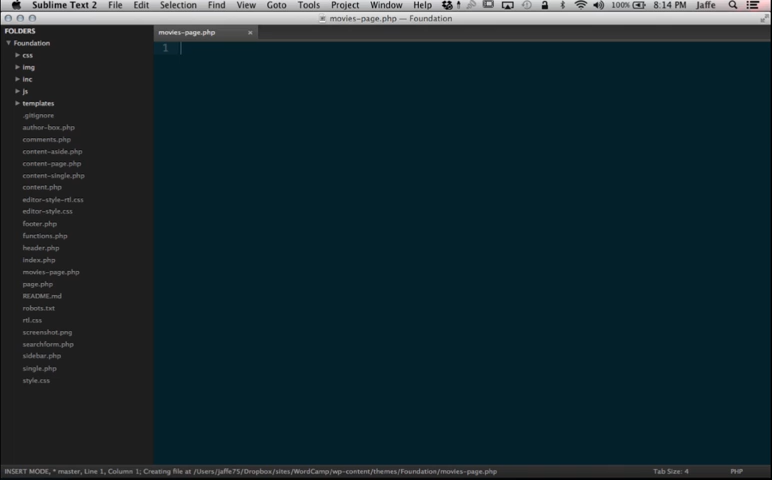 Sublime Text 2 File Edit Selection Find View Goto Tools Project Window Help 100% 8:14 PM Jaffe
movies-page.php — Foundation
FOLDERS
movies-page.php ×
Foundation
1
css
img
inc
js
templates
.gitignore
author-box.php
comments.php
content-aside.php
content-page.php
content-single.php
content.php
editor-style-rtl.css
editor-style.css
footer.php
functions.php
header.php
index.php
movies-page.php
page.php
README.md
robots.txt
rtl.css
screenshot.png
searchform.php
sidebar.php
single.php
style.css
INSERT MODE, * master, Line 1, Column 1; Creating file at /Users/jaffe75/Dropbox/sites/WordCamp/wp-content/themes/Foundation/movies-page.php Tab Size: 4 PHP